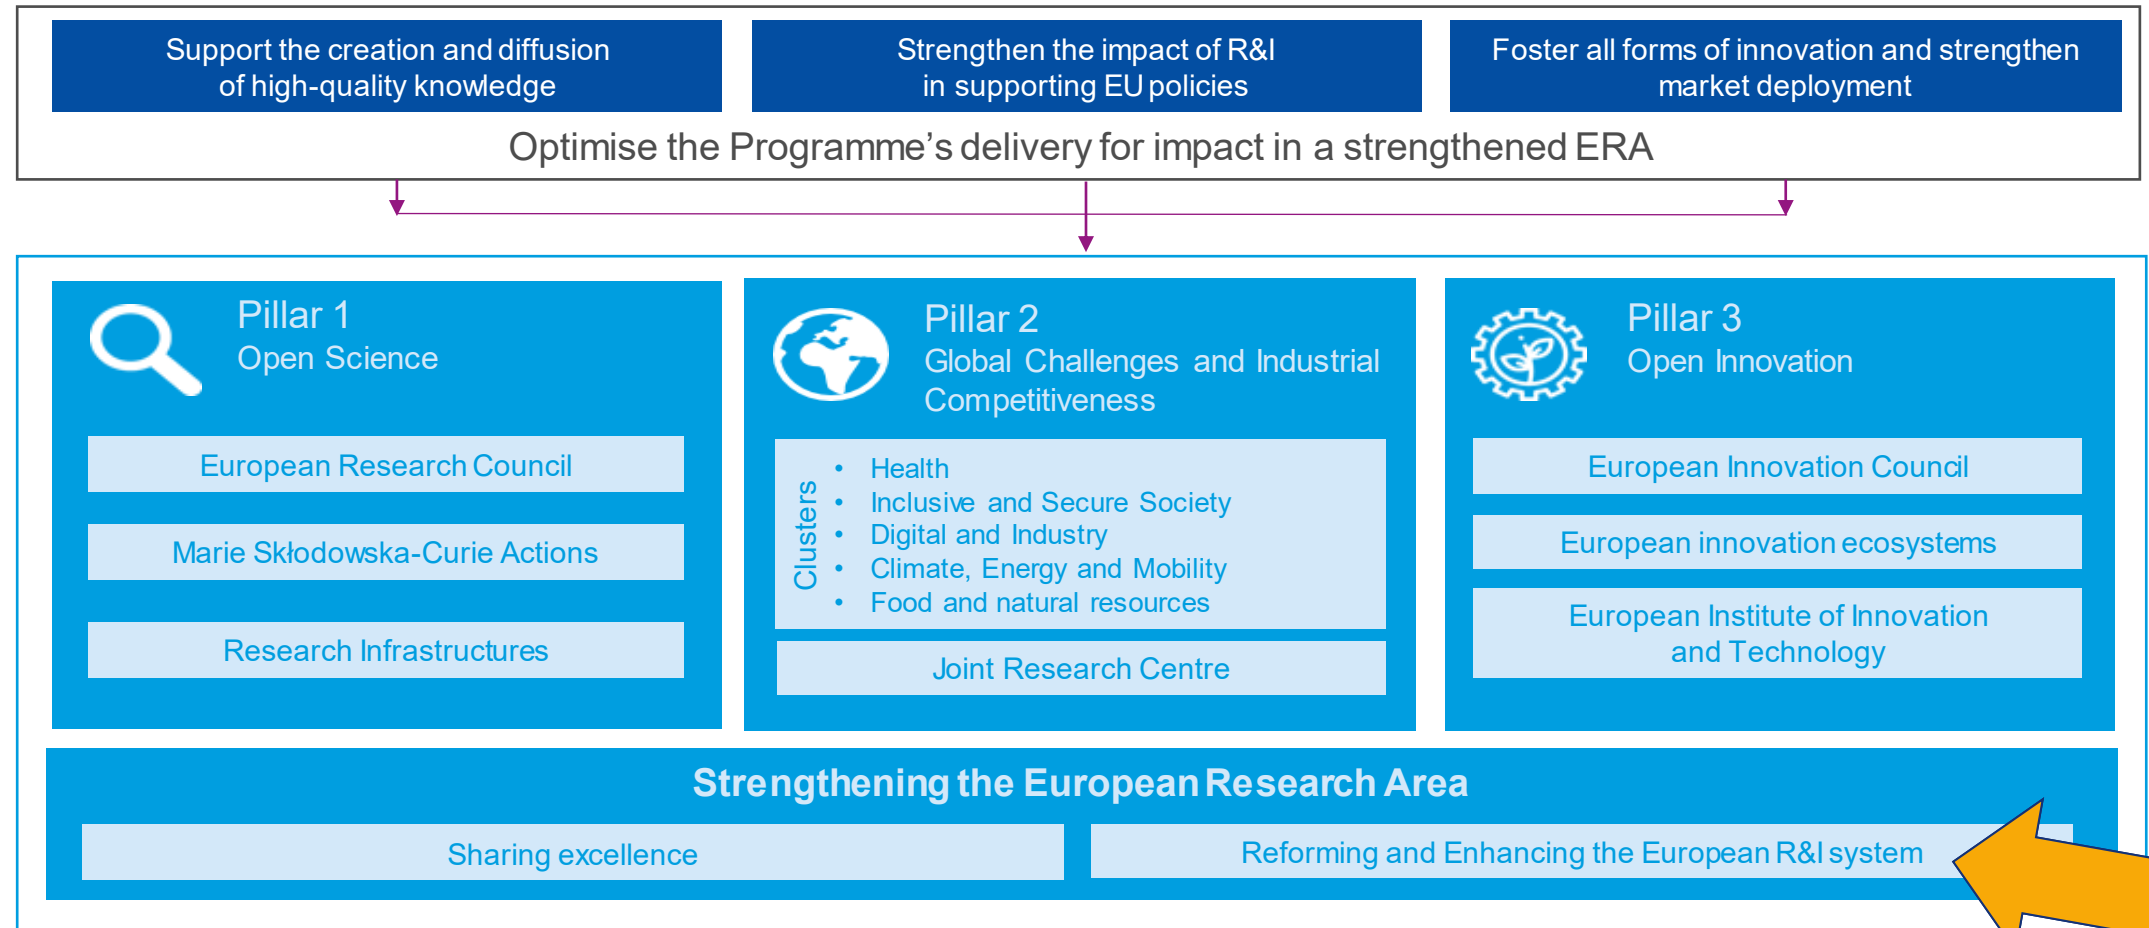 Support the creation and diffusion
of high-quality knowledge
Strengthen the impact of R&I
in supporting EU policies
Foster all forms of innovation and strengthen
market deployment
Optimise the Programme's delivery for impact in a strengthened ERA
Pillar 1
Open Science
European Research Council
Marie Skłodowska-Curie Actions
Research Infrastructures
Pillar 2
Global Challenges and Industrial
Competitiveness
Clusters
• Health
• Inclusive and Secure Society
• Digital and Industry
• Climate, Energy and Mobility
• Food and natural resources
Joint Research Centre
Pillar 3
Open Innovation
European Innovation Council
European innovation ecosystems
European Institute of Innovation
and Technology
Strengthening the European Research Area
Sharing excellence
Reforming and Enhancing the European R&I system